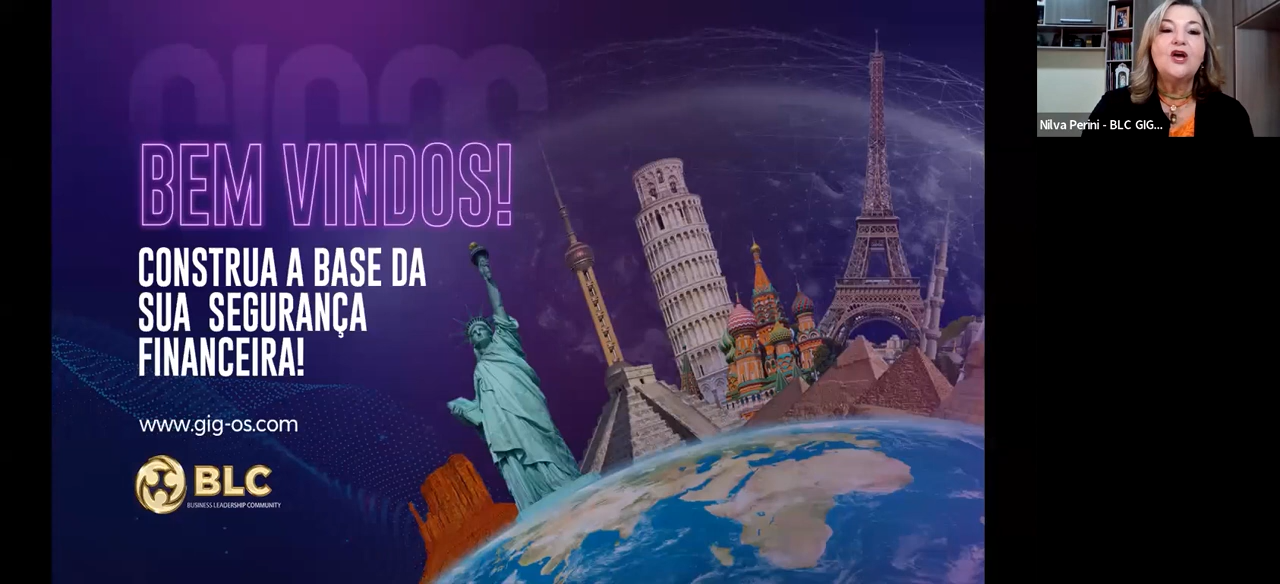 GIGOS
BEM VINDOS!
CONSTRUA A BASE DA
SUA SEGURANÇA
FINANCEIRA!
www.gig-os.com
BLC
BUSINESS LEADERSHIP COMMUNITY
Nilva Perini - BLC GIG...